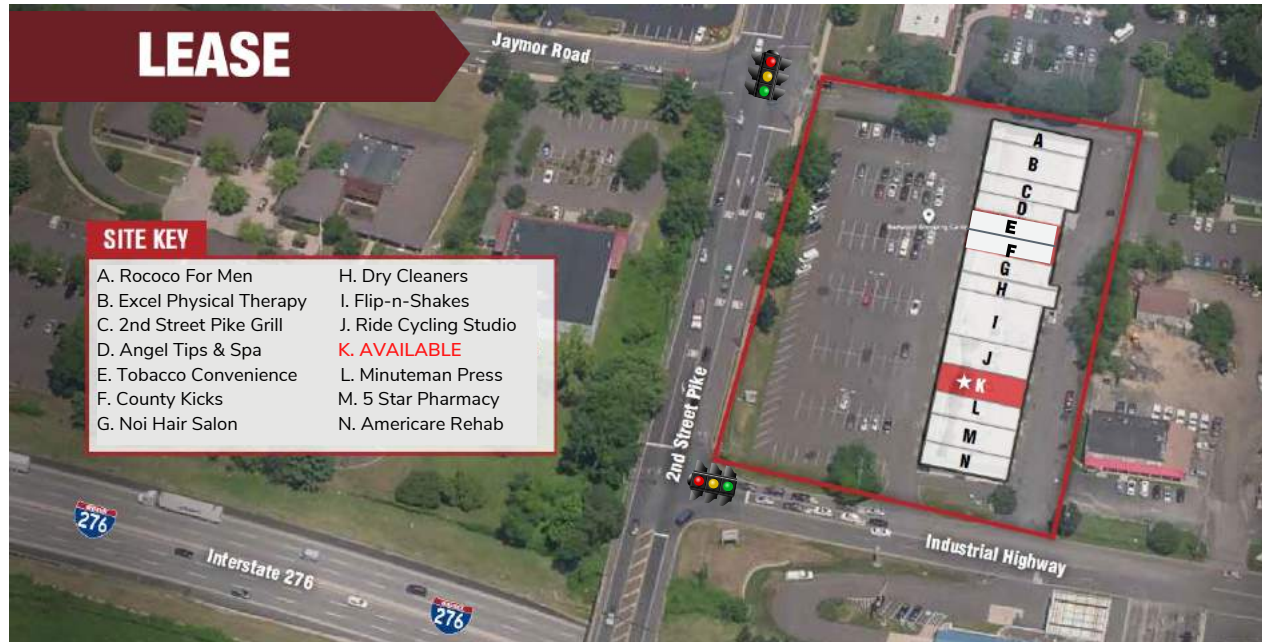 LEASE
Jaymor Road
SITE KEY
A. Rococo For Men
B. Excel Physical Therapy
C. 2nd Street Pike Grill
D. Angel Tips & Spa
E. Tobacco Convenience
F. County Kicks
G. Noi Hair Salon
H. Dry Cleaners
I. Flip-n-Shakes
J. Ride Cycling Studio
K. AVAILABLE
L. Minuteman Press
M. 5 Star Pharmacy
N. Americare Rehab
A
B
C
D
E
F
G
H
I
J
K
L
M
N
2nd Street Pike
Industrial Highway
Interstate 276
276
276